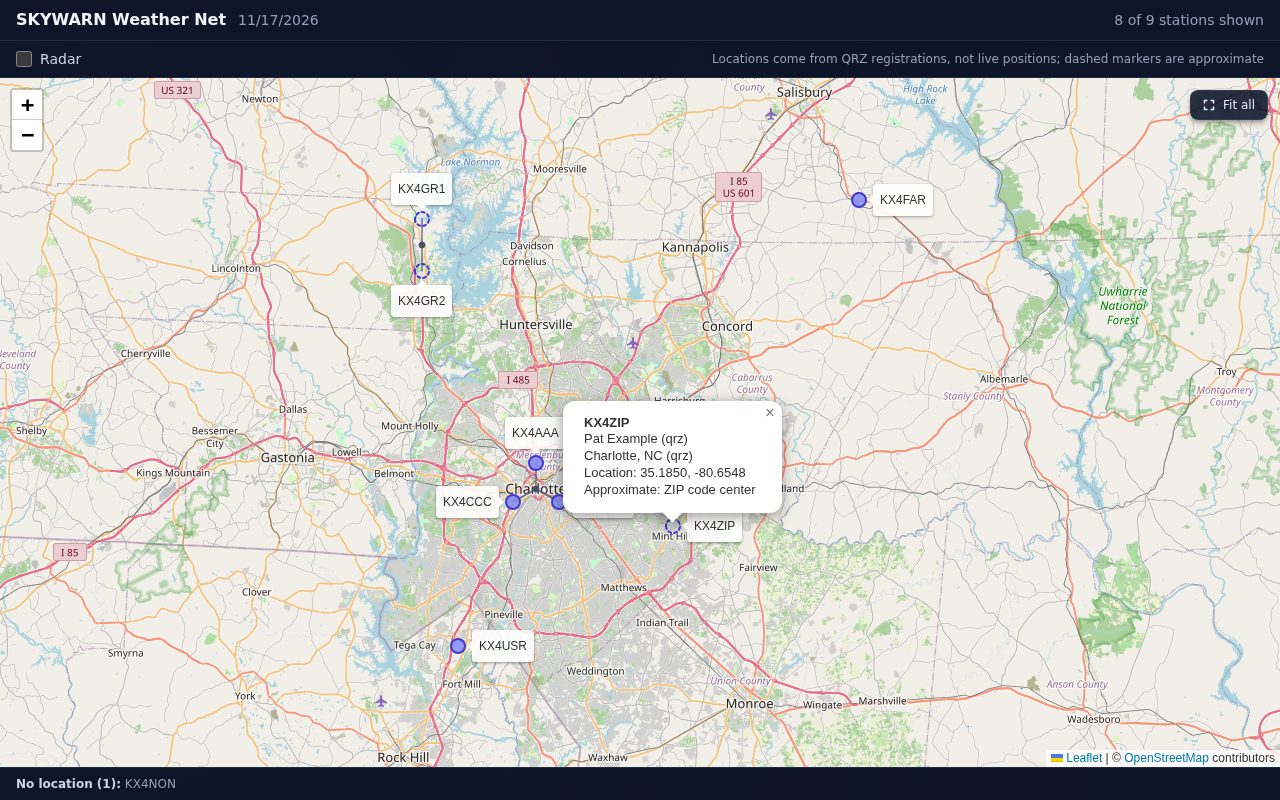 SKYWARN Weather Net 11/17/2026
8 of 9 stations shown
Radar
Locations come from QRZ registrations, not live positions; dashed markers are approximate
+
−
Fit all
US 321
Newton
County
Salisbury
High Rock
Lake
Lake Norman
Mooresville
I 85
US 601
KX4GR1
KX4FAR
Davidson
Cornelius
Kannapolis
Lincolnton
KX4GR2
Uwharrie
National
Forest
Huntersville
Concord
Cherryville
County
I 485
Cabarrus
County
Albemarle
Stanly County
Troy
Montgomery
County
Harrisburg
Dallas
Mount Holly
Shelby
Bessemer
City
KX4AAA
×
KX4ZIP
Pat Example (qrz)
Charlotte, NC (qrz)
Location: 35.1850, -80.6548
Approximate: ZIP code center
Gastonia
Lowell
Kings Mountain
Belmont
Charlotte
KX4CCC
KX4ZIP
I 85
Fairview
Clover
Matthews
Pineville
Indian Trail
Tega Cay
KX4USR
Smyrna
Weddington
Fort Mill
Union County
Anson County
York
Monroe
Wingate
Marshville
Wadesboro
Rock Hill
Waxhaw
Leaflet | © OpenStreetMap contributors
No location (1): KX4NON